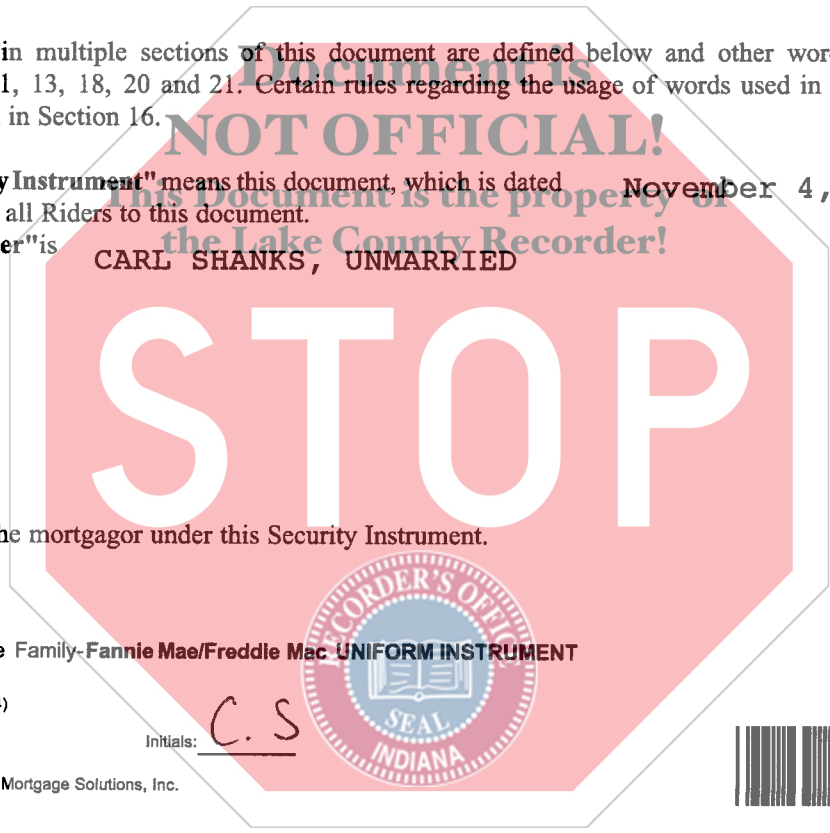 in multiple sections of this document are defined below and other wor
1, 13, 18, 20 and 21. Certain rules regarding the usage of words used in
in Section 16.
y Instrument" means this document, which is dated November 4,
all Riders to this document.
er" is CARL SHANKS, UNMARRIED
Document is
NOT OFFICIAL!
This Document is the property of
the Lake County Recorder!
STOP
he mortgagor under this Security Instrument.
RECORDER'S OFFICE
SEAL
INDIANA
e Family-Fannie Mae/Freddie Mac UNIFORM INSTRUMENT
Initials: C. S
Mortgage Solutions, Inc.